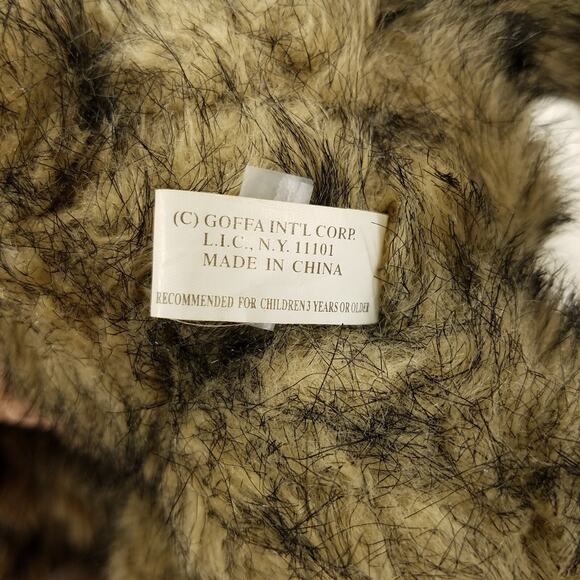 (C) GOFFA INT'L CORP.
L.I.C., N.Y. 11101
MADE IN CHINA
RECOMMENDED FOR CHILDREN 3 YEARS OR OLDER